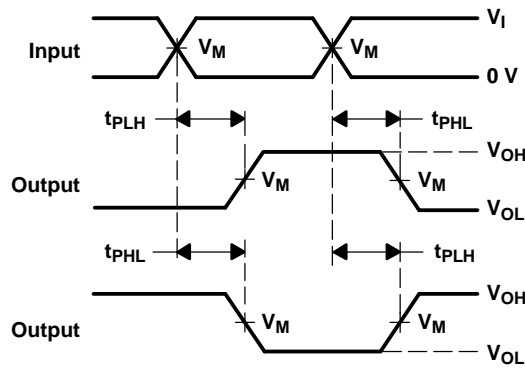 V_I
Input V_M V_M
0 V
t_PLH t_PHL
V_OH
Output V_M V_M
V_OL
t_PHL t_PLH
V_OH
Output V_M V_M
V_OL